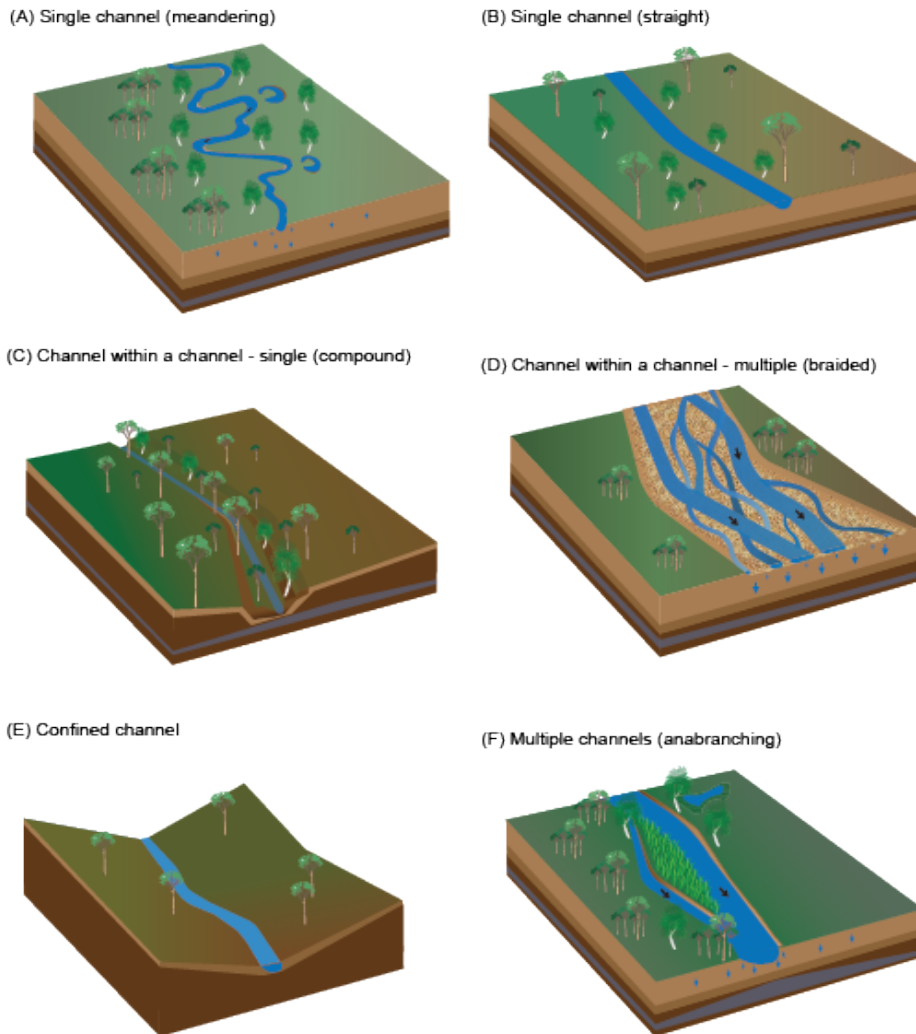 (A) Single channel (meandering)
(B) Single channel (straight)
(C) Channel within a channel - single (compound)
(D) Channel within a channel - multiple (braided)
(E) Confined channel
(F) Multiple channels (anabranching)